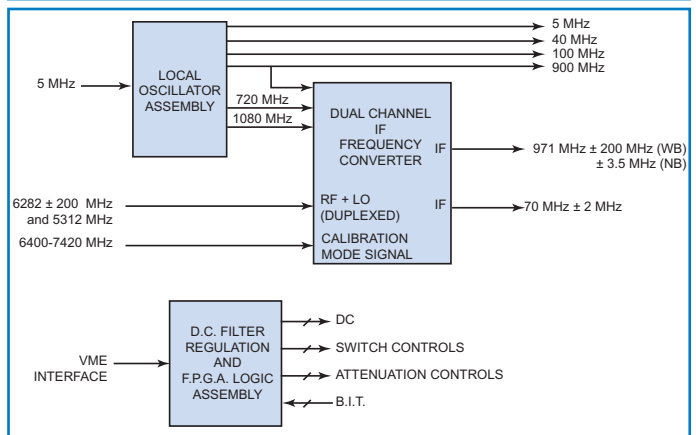 5 MHz
LOCAL
OSCILLATOR
ASSEMBLY
5 MHz
40 MHz
100 MHz
900 MHz
720 MHz
1080 MHz
DUAL CHANNEL
IF
FREQUENCY
CONVERTER
IF
971 MHz ± 200 MHz (WB)
± 3.5 MHz (NB)
6282 ± 200 MHz
and 5312 MHz
RF + LO
(DUPLEXED)
IF
70 MHz ± 2 MHz
6400-7420 MHz
CALIBRATION
MODE SIGNAL
VME
INTERFACE
D.C. FILTER
REGULATION
AND
F.P.G.A. LOGIC
ASSEMBLY
DC
SWITCH CONTROLS
ATTENUATION CONTROLS
B.I.T.